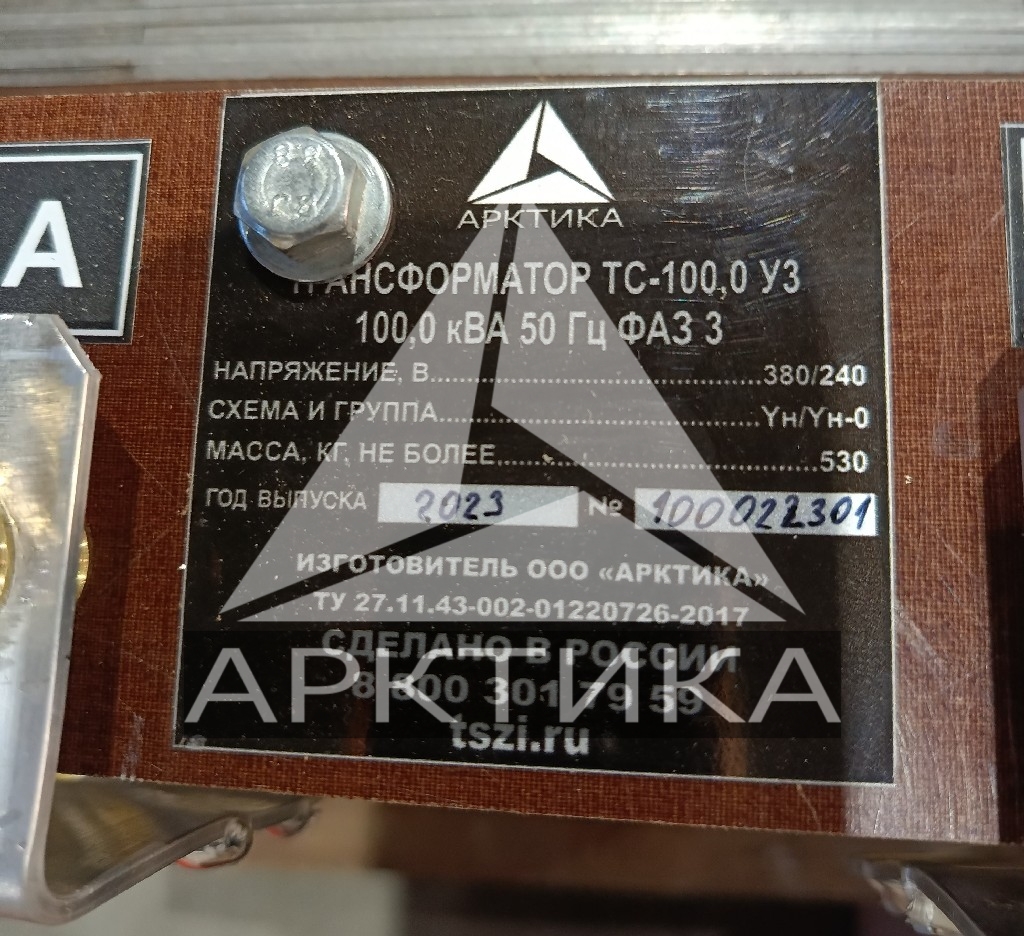 8.8
A
АРКТИКА
ТРАНСФОРМАТОР ТС-100,0 У3
100,0 кВА 50 Гц ФАЗ 3
НАПРЯЖЕНИЕ, В.......380/240
СХЕМА И ГРУППА.......Yн/Yн-0
МАССА, КГ, НЕ БОЛЕЕ.......530
ГОД ВЫПУСКА 2023 № 100022301
ИЗГОТОВИТЕЛЬ ООО «АРКТИКА»
ТУ 27.11.43-002-01220726-2017
СДЕЛАНО В РОССИИ
8 800 301 79 59
АРКТИКА
tszi.ru